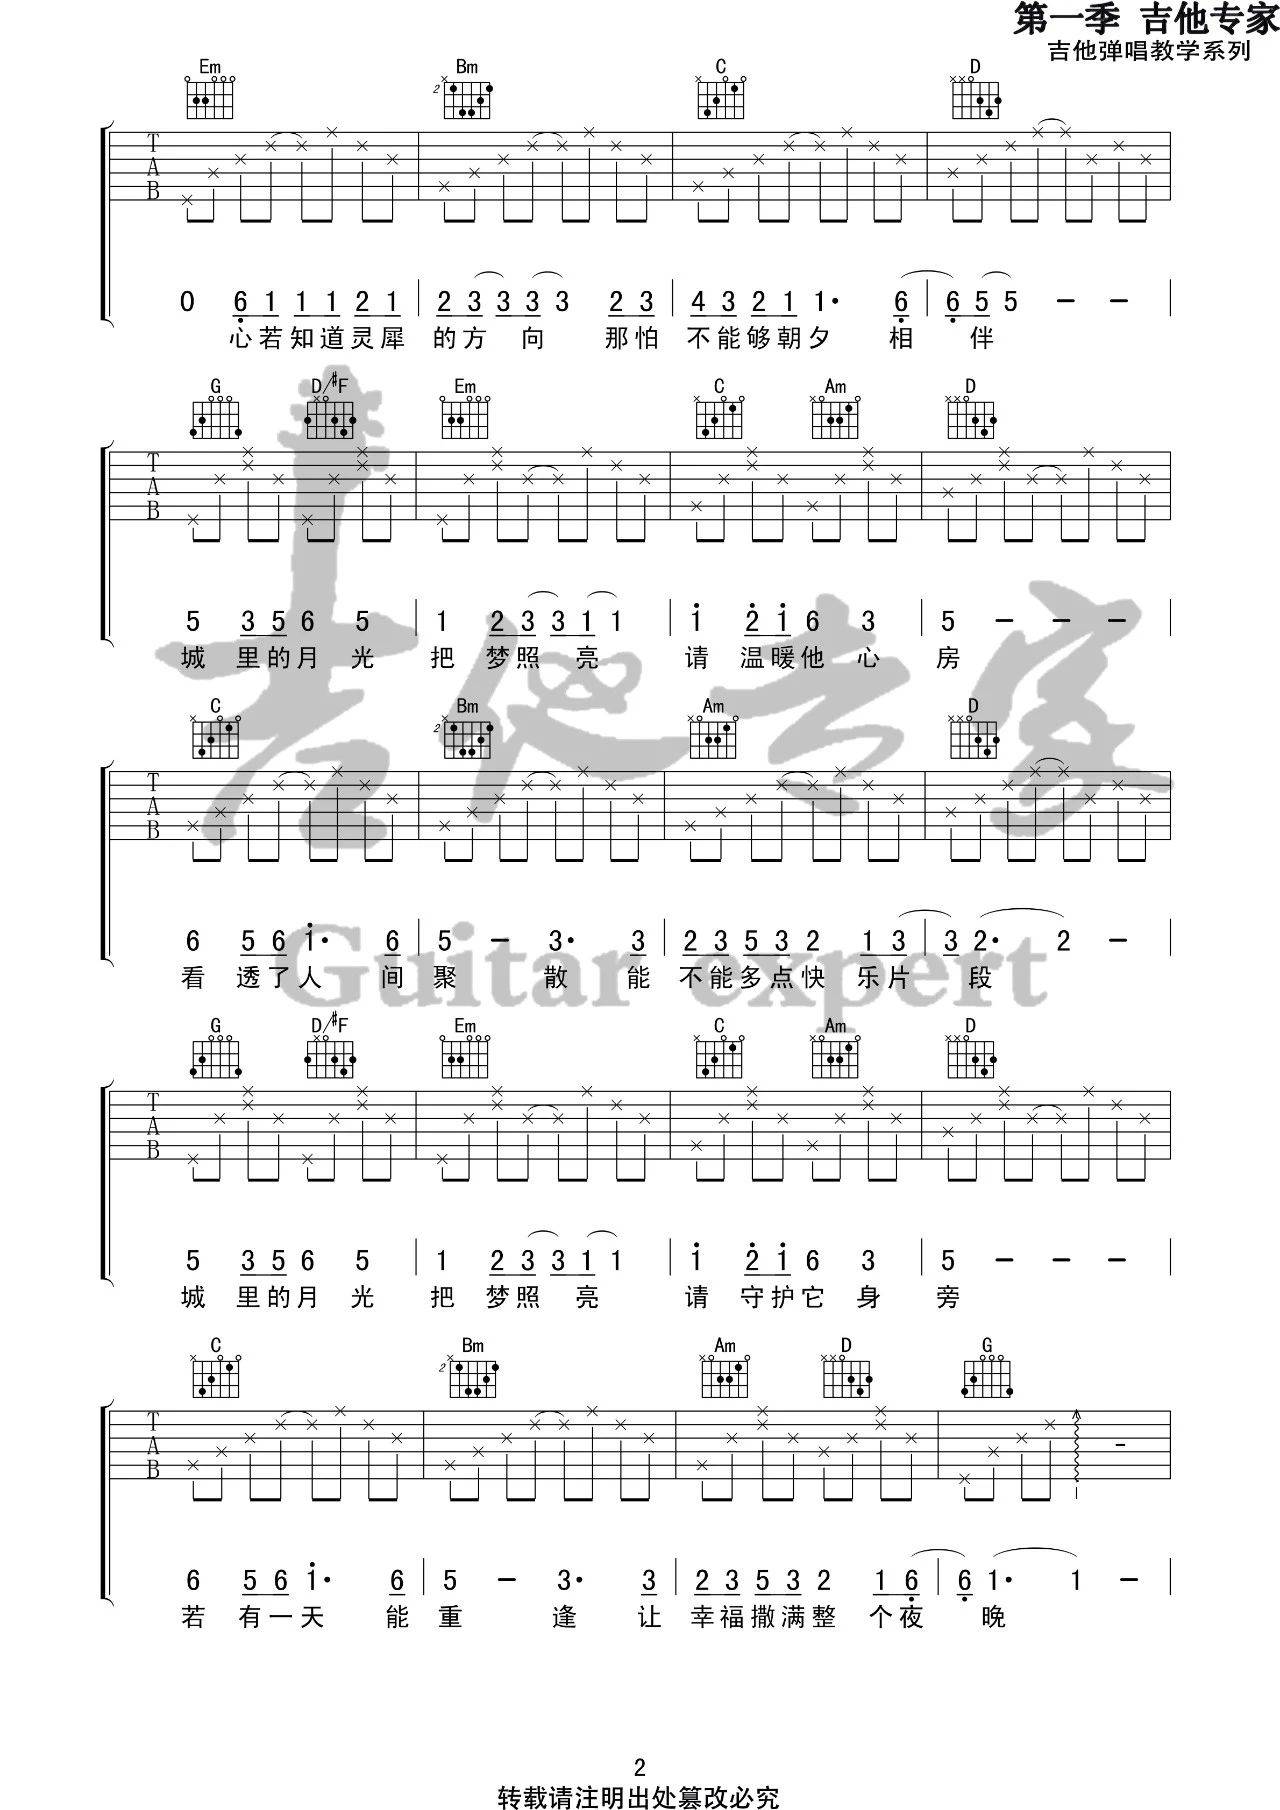 第一季 吉他专家
吉他弹唱教学系列
Em Bm C D
2
T
A
B
0 6 1 1 1 2 1 2 3 3 3 3 2 3 4 3 2 1 1· 6 6 5 5 - -
心若知道灵犀的方向那怕不能够朝夕相伴
G D/#F Em C Am D
T
A
B
5 3 5 6 5 1 2 3 3 1 1 1 2 1 6 3 5 - - -
城里的月光把梦照亮请温暖他心房
C Bm Am D
2
T
A
B
6 5 6 1· 6 5 - 3· 3 2 3 5 3 2 1 3 3 2· 2 -
看透了人间聚散能不能多点快乐片段
G D/#F Em C Am D
T
A
B
5 3 5 6 5 1 2 3 3 1 1 1 2 1 6 3 5 - - -
城里的月光把梦照亮请守护它身旁
C Bm Am D G
2
T
A
B
6 5 6 1· 6 5 - 3· 3 2 3 5 3 2 1 6 6 1· 1 -
若有一天能重逢让幸福撒满整个夜晚
吉他专家
Guitar expert
2
转载请注明出处篡改必究